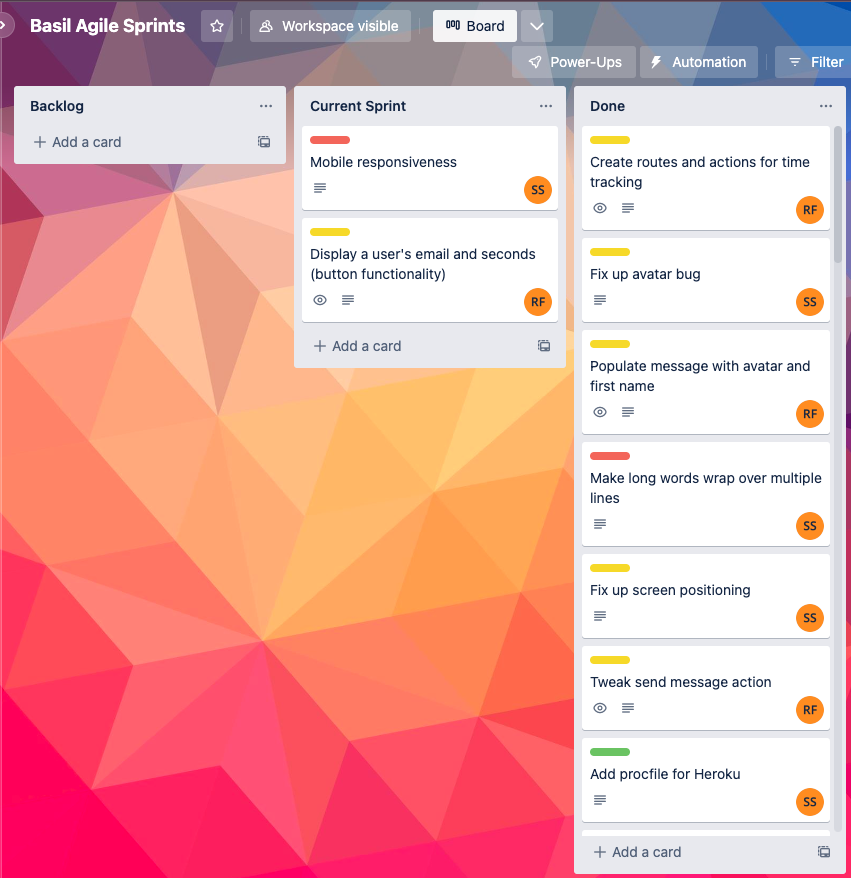 Basil Agile Sprints
Workspace visible
Board
Power-Ups
Automation
Filter
Backlog
Add a card
Current Sprint
Mobile responsiveness
SS
Display a user's email and seconds
(button functionality)
RF
Add a card
Done
Create routes and actions for time
tracking
RF
Fix up avatar bug
SS
Populate message with avatar and
first name
RF
Make long words wrap over multiple
lines
SS
Fix up screen positioning
SS
Tweak send message action
RF
Add procfile for Heroku
SS
Add a card